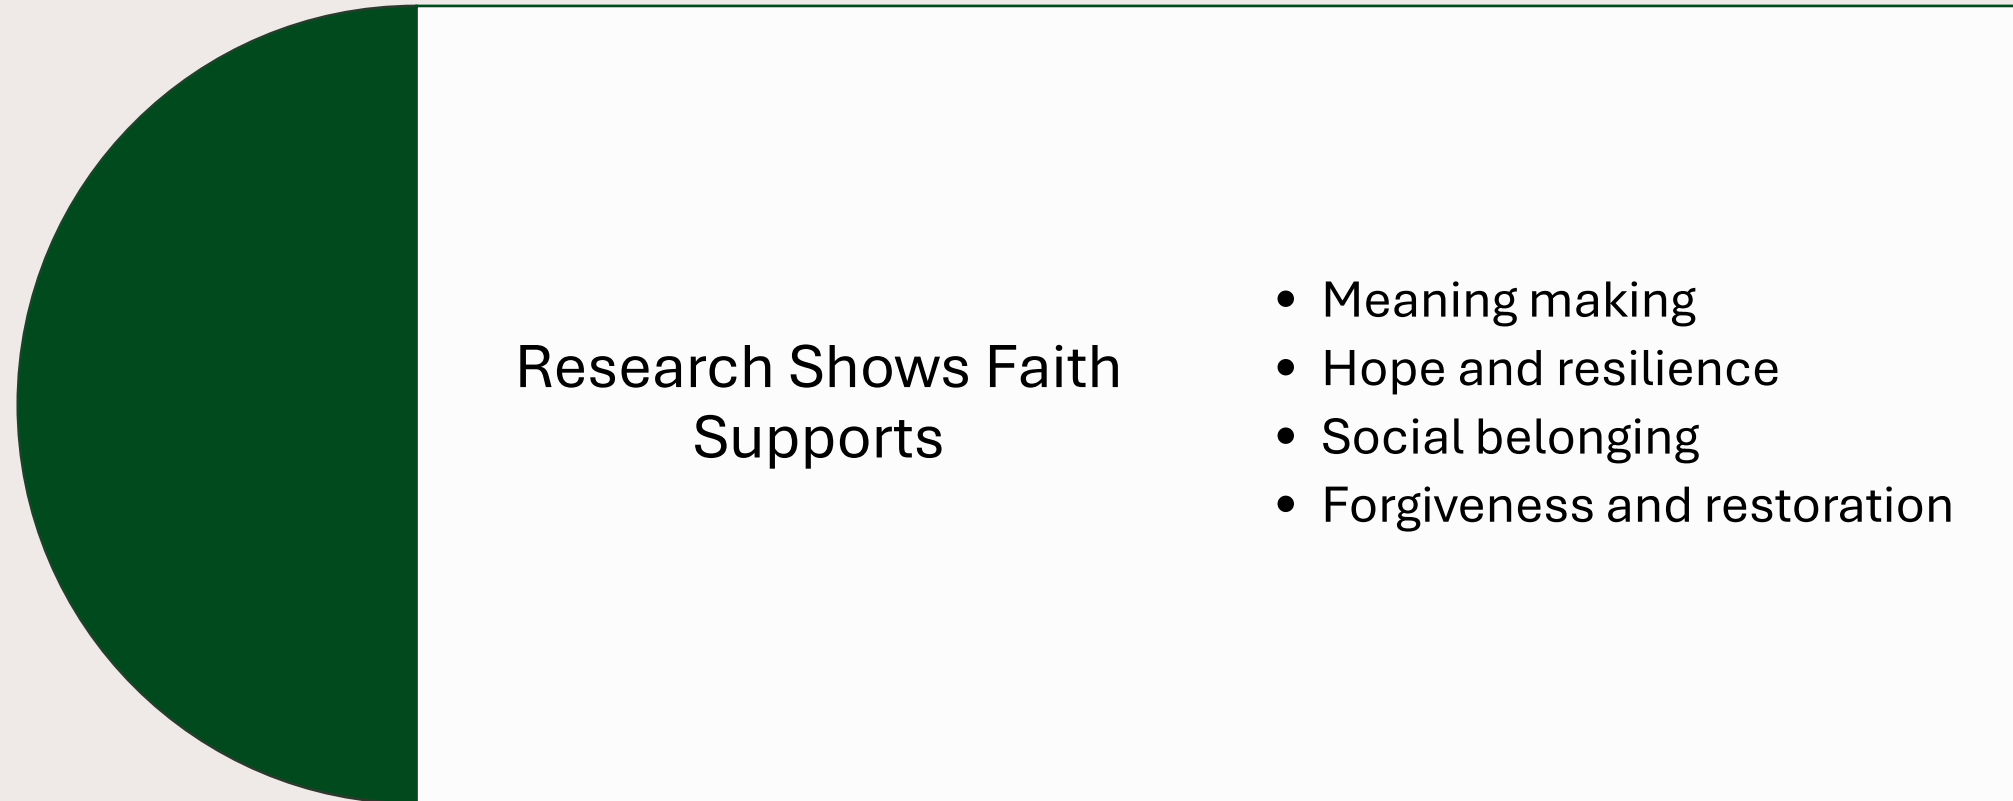 Research Shows Faith
Supports
• Meaning making
• Hope and resilience
• Social belonging
• Forgiveness and restoration